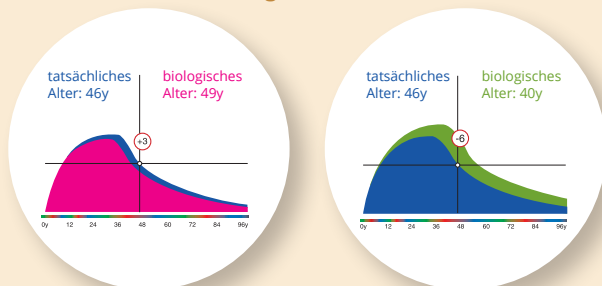 tatsächliches
Alter: 46y
biologisches
Alter: 49y
+3
0y 12 24 36 48 60 72 84 96y
tatsächliches
Alter: 46y
biologisches
Alter: 40y
-6
0y 12 24 36 48 60 72 84 96y